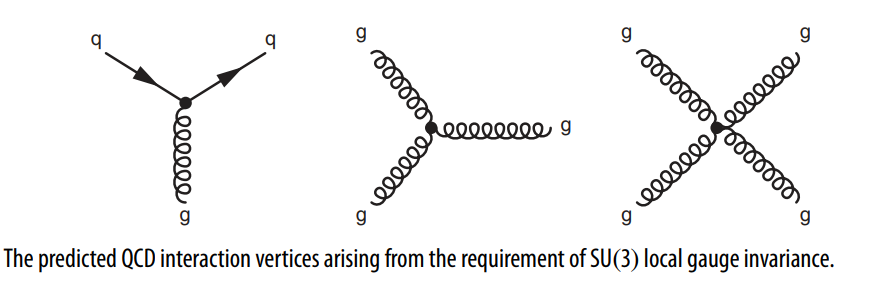 q q g g g
g
g
g g g g
The predicted QCD interaction vertices arising from the requirement of SU(3) local gauge invariance.